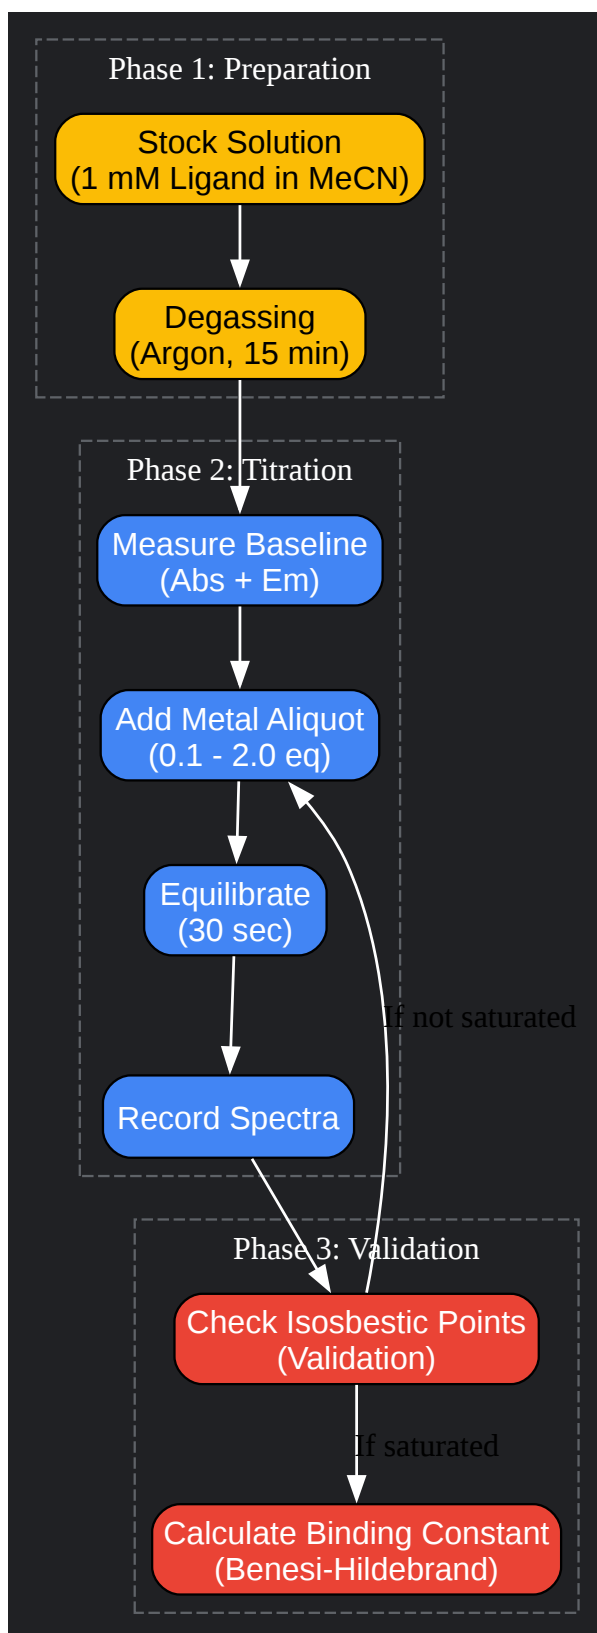 Phase 1: Preparation
Stock Solution
(1 mM Ligand in MeCN)
Degassing
(Argon, 15 min)
Phase 2: Titration
Measure Baseline
(Abs + Em)
Add Metal Aliquot
(0.1 - 2.0 eq)
Equilibrate
(30 sec)
If not saturated
Record Spectra
Phase 3: Validation
Check Isosbestic Points
(Validation)
If saturated
Calculate Binding Constant
(Benesi-Hildebrand)